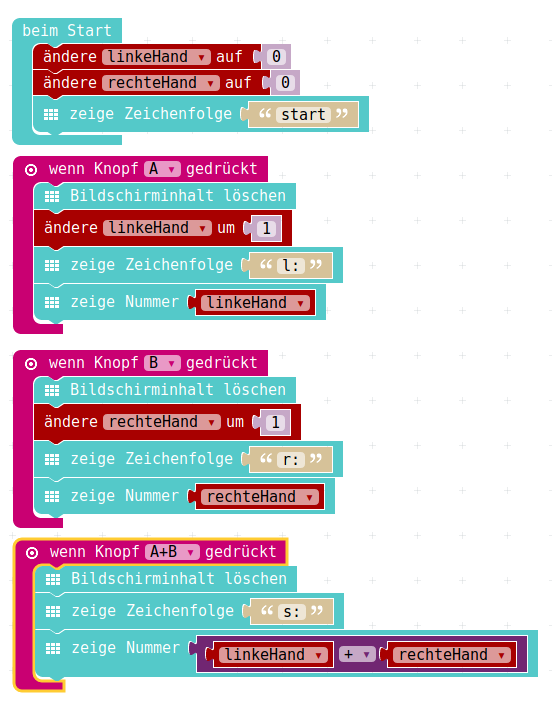 beim Start
ändere linkeHand auf 0
ändere rechteHand auf 0
zeige Zeichenfolge “ start ”
wenn Knopf A gedrückt
Bildschirminhalt löschen
ändere linkeHand um 1
zeige Zeichenfolge “ l: ”
zeige Nummer linkeHand
wenn Knopf B gedrückt
Bildschirminhalt löschen
ändere rechteHand um 1
zeige Zeichenfolge “ r: ”
zeige Nummer rechteHand
wenn Knopf A+B gedrückt
Bildschirminhalt löschen
zeige Zeichenfolge “ s: ”
zeige Nummer linkeHand + rechteHand